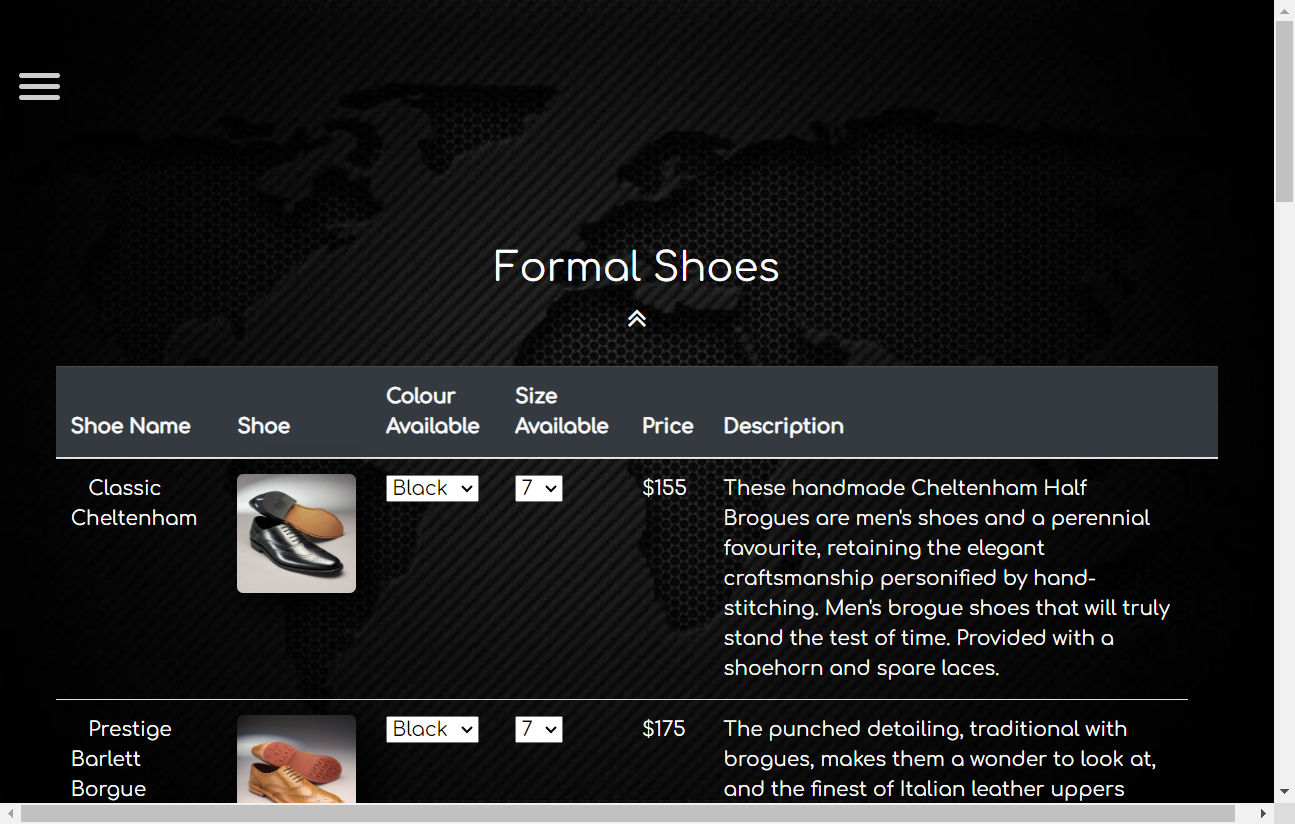 Formal Shoes
Shoe Name
Shoe
Colour
Available
Size
Available
Price
Description
Classic
Cheltenham
Black
7
$155
These handmade Cheltenham Half
Brogues are men's shoes and a perennial
favourite, retaining the elegant
craftsmanship personified by hand-
stitching. Men's brogue shoes that will truly
stand the test of time. Provided with a
shoehorn and spare laces.
Prestige
Barlett
Borgue
Black
7
$175
The punched detailing, traditional with
brogues, makes them a wonder to look at,
and the finest of Italian leather uppers